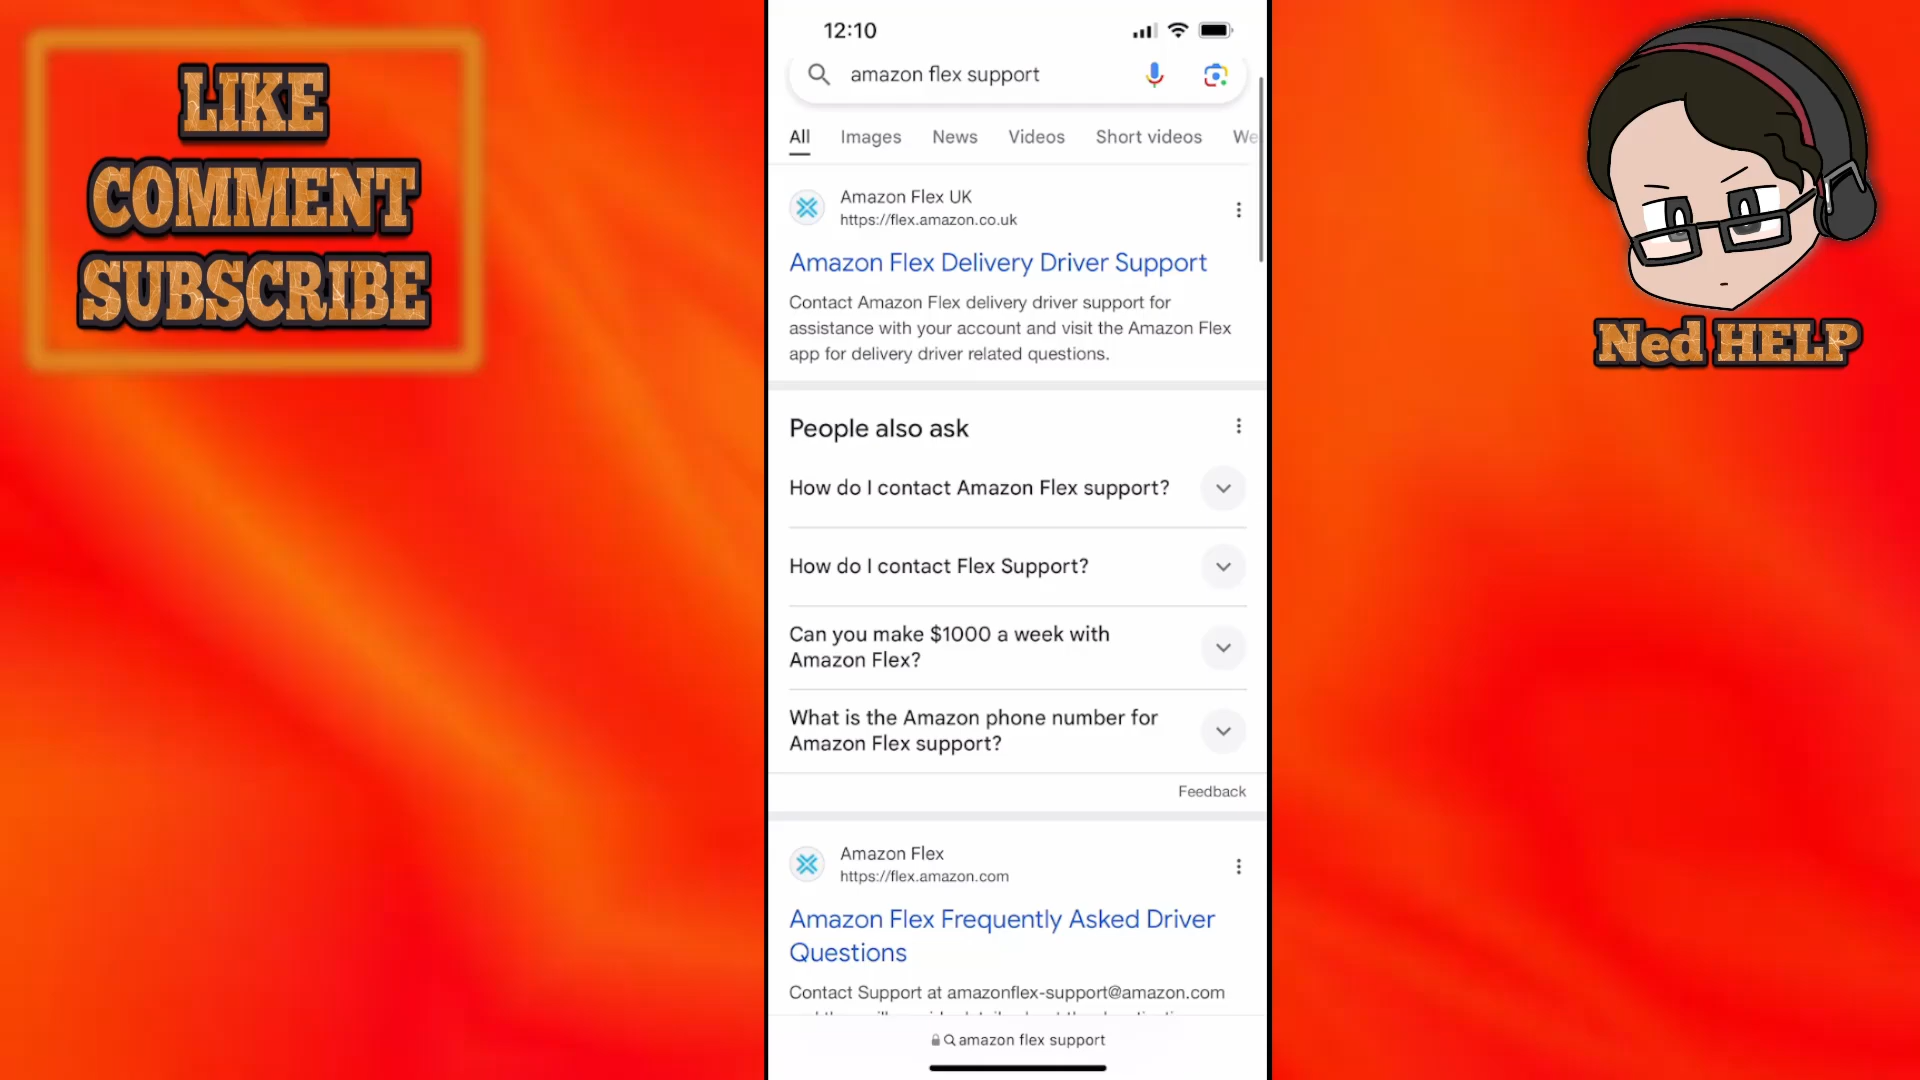 LIKE
COMMENT
SUBSCRIBE
12:10
amazon flex support
All Images News Videos Short videos We
Amazon Flex UK
https://flex.amazon.co.uk
Amazon Flex Delivery Driver Support
Contact Amazon Flex delivery driver support for
assistance with your account and visit the Amazon Flex
app for delivery driver related questions.
People also ask
How do I contact Amazon Flex support?
How do I contact Flex Support?
Can you make $1000 a week with
Amazon Flex?
What is the Amazon phone number for
Amazon Flex support?
Feedback
Amazon Flex
https://flex.amazon.com
Amazon Flex Frequently Asked Driver
Questions
Contact Support at amazonflex-support@amazon.com
amazon flex support
Ned HELP